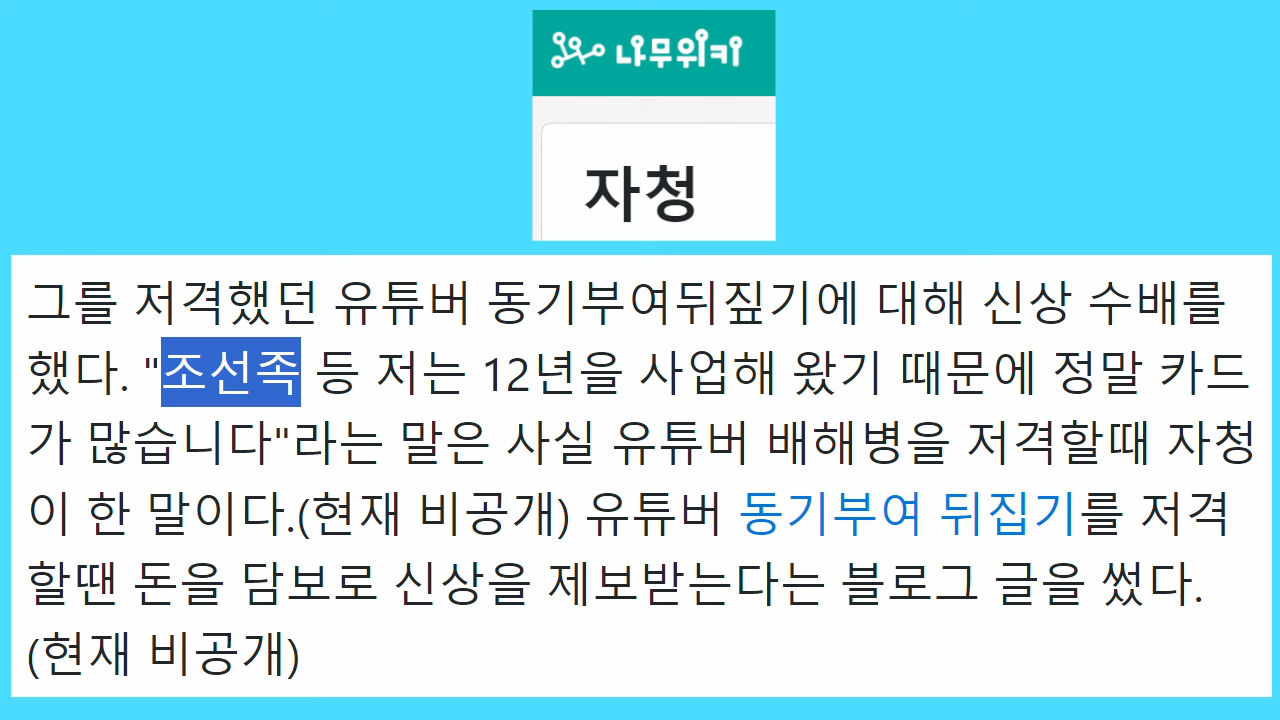 나무위키
자청
그를 저격했던 유튜버 동기부여뒤짚기에 대해 신상 수배를
했다. "조선족 등 저는 12년을 사업해 왔기 때문에 정말 카드
가 많습니다"라는 말은 사실 유튜버 배해병을 저격할때 자청
이 한 말이다.(현재 비공개) 유튜버 동기부여 뒤집기를 저격
할땐 돈을 담보로 신상을 제보받는다는 블로그 글을 썼다.
(현재 비공개)